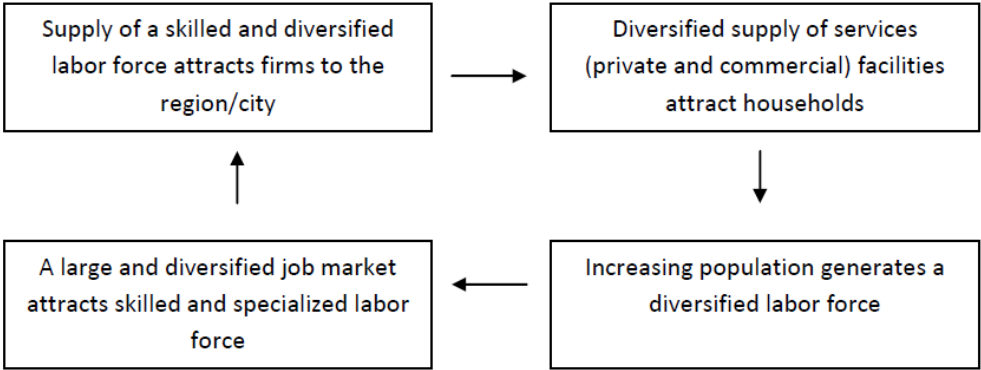 Supply of a skilled and diversified
labor force attracts firms to the
region/city
Diversified supply of services
(private and commercial) facilities
attract households
A large and diversified job market
attracts skilled and specialized labor
force
Increasing population generates a
diversified labor force